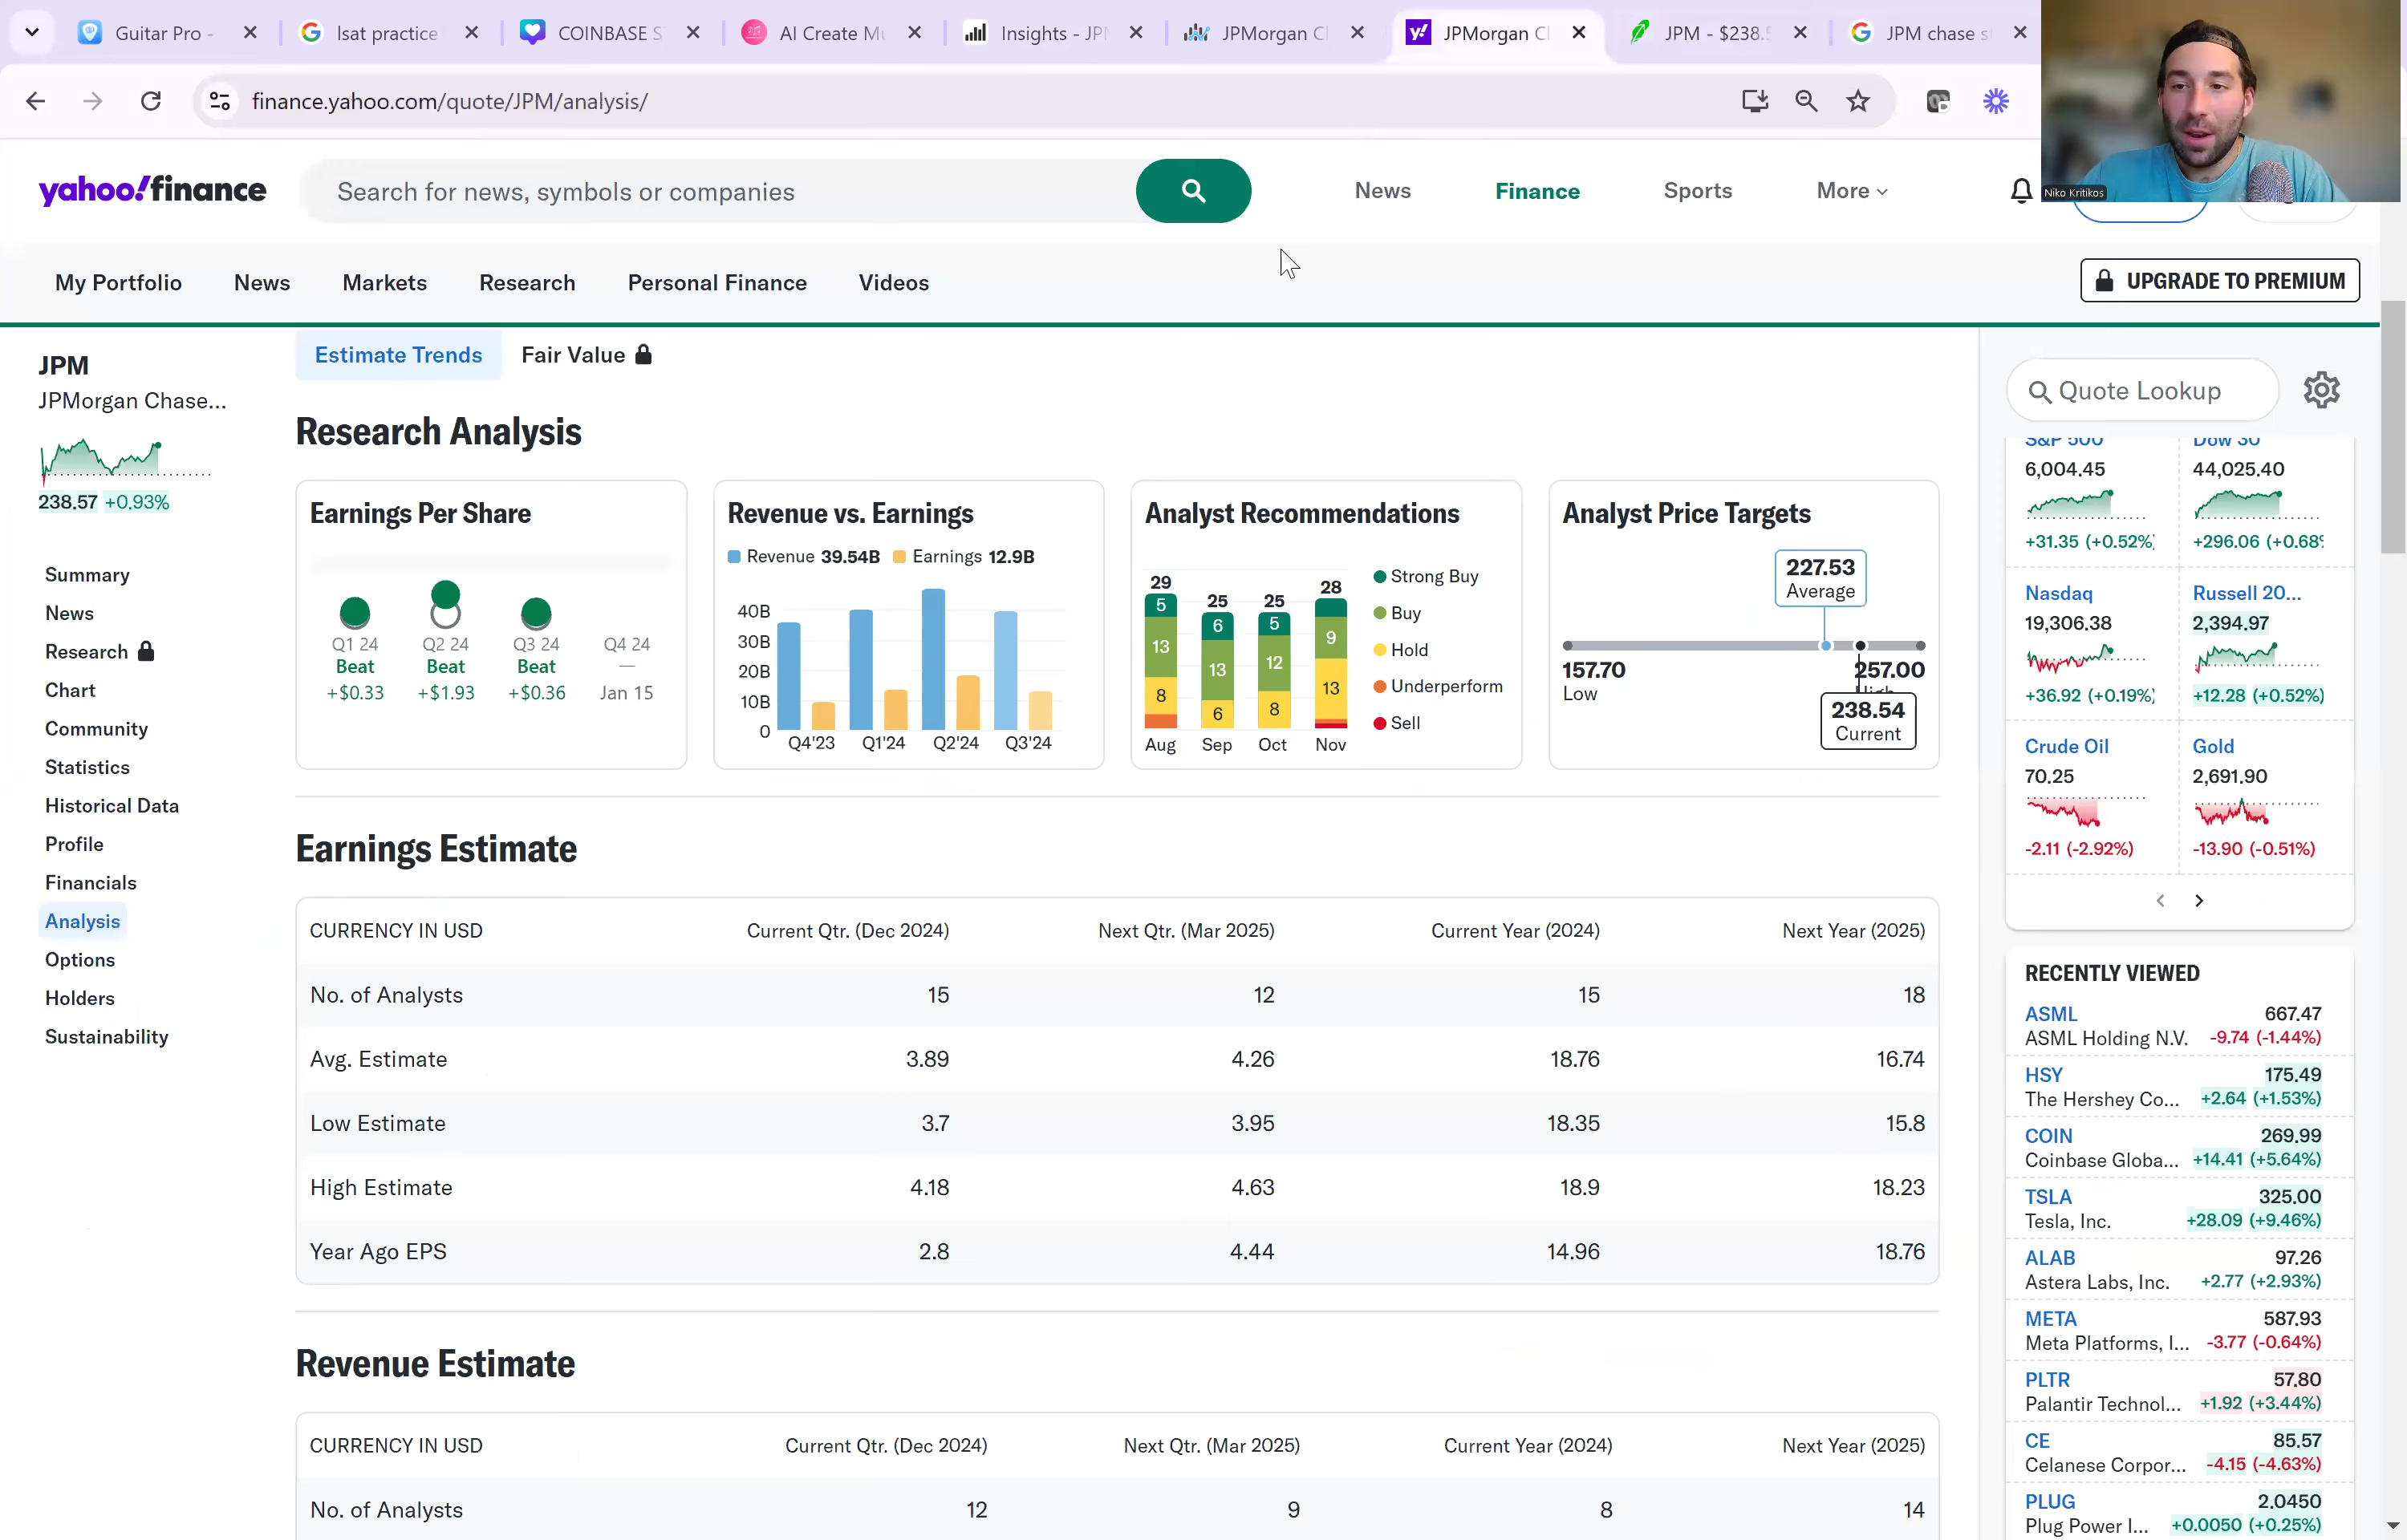 Guitar Pro -
lsat practice
COINBASE S
AI Create Mu
Insights - JP
JPMorgan C
JPMorgan Cl
JPM - $238.5
JPM chase s
finance.yahoo.com/quote/JPM/analysis/
Niko Kritikos
yahoo!finance
Search for news, symbols or companies
News
Finance
Sports
More
My Portfolio
News
Markets
Research
Personal Finance
Videos
UPGRADE TO PREMIUM
JPM
JPMorgan Chase...
238.57 +0.93%
Summary
News
Research
Chart
Community
Statistics
Historical Data
Profile
Financials
Analysis
Options
Holders
Sustainability
Estimate Trends
Fair Value
Research Analysis
Earnings Per Share
Q1 24 Q2 24 Q3 24 Q4 24
Beat Beat Beat —
+$0.33 +$1.93 +$0.36 Jan 15
Revenue vs. Earnings
Revenue 39.54B Earnings 12.9B
40B
30B
20B
10B
0
Q4'23 Q1'24 Q2'24 Q3'24
Analyst Recommendations
29 25 25 28
5 6 5
13 13 12 9
8 6 8 13
Aug Sep Oct Nov
Strong Buy
Buy
Hold
Underperform
Sell
Analyst Price Targets
227.53
Average
157.70
Low
257.00
High
238.54
Current
Earnings Estimate
CURRENCY IN USD Current Qtr. (Dec 2024) Next Qtr. (Mar 2025) Current Year (2024) Next Year (2025)
No. of Analysts 15 12 15 18
Avg. Estimate 3.89 4.26 18.76 16.74
Low Estimate 3.7 3.95 18.35 15.8
High Estimate 4.18 4.63 18.9 18.23
Year Ago EPS 2.8 4.44 14.96 18.76
Revenue Estimate
CURRENCY IN USD Current Qtr. (Dec 2024) Next Qtr. (Mar 2025) Current Year (2024) Next Year (2025)
No. of Analysts 12 9 8 14
Quote Lookup
S&P 500 Dow 30
6,004.45 44,025.40
+31.35 (+0.52%) +296.06 (+0.68%
Nasdaq Russell 20...
19,306.38 2,394.97
+36.92 (+0.19%) +12.28 (+0.52%)
Crude Oil Gold
70.25 2,691.90
-2.11 (-2.92%) -13.90 (-0.51%)
RECENTLY VIEWED
ASML 667.47
ASML Holding N.V. -9.74 (-1.44%)
HSY 175.49
The Hershey Co... +2.64 (+1.53%)
COIN 269.99
Coinbase Globa... +14.41 (+5.64%)
TSLA 325.00
Tesla, Inc. +28.09 (+9.46%)
ALAB 97.26
Astera Labs, Inc. +2.77 (+2.93%)
META 587.93
Meta Platforms, I... -3.77 (-0.64%)
PLTR 57.80
Palantir Technol... +1.92 (+3.44%)
CE 85.57
Celanese Corpor... -4.15 (-4.63%)
PLUG 2.0450
Plug Power I... +0.0050 (+0.25%)